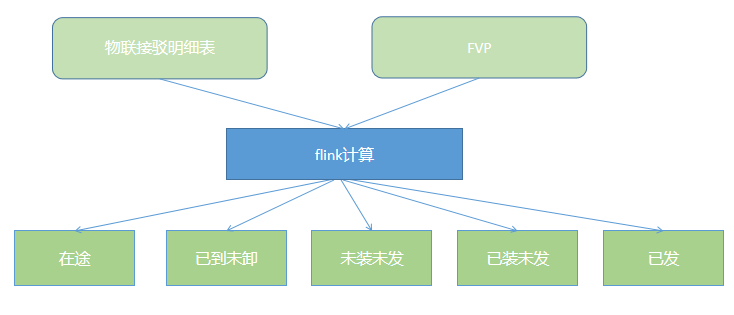 物联接驳明细表
FVP
flink计算
在途
已到未卸
未装未发
已装未发
已发